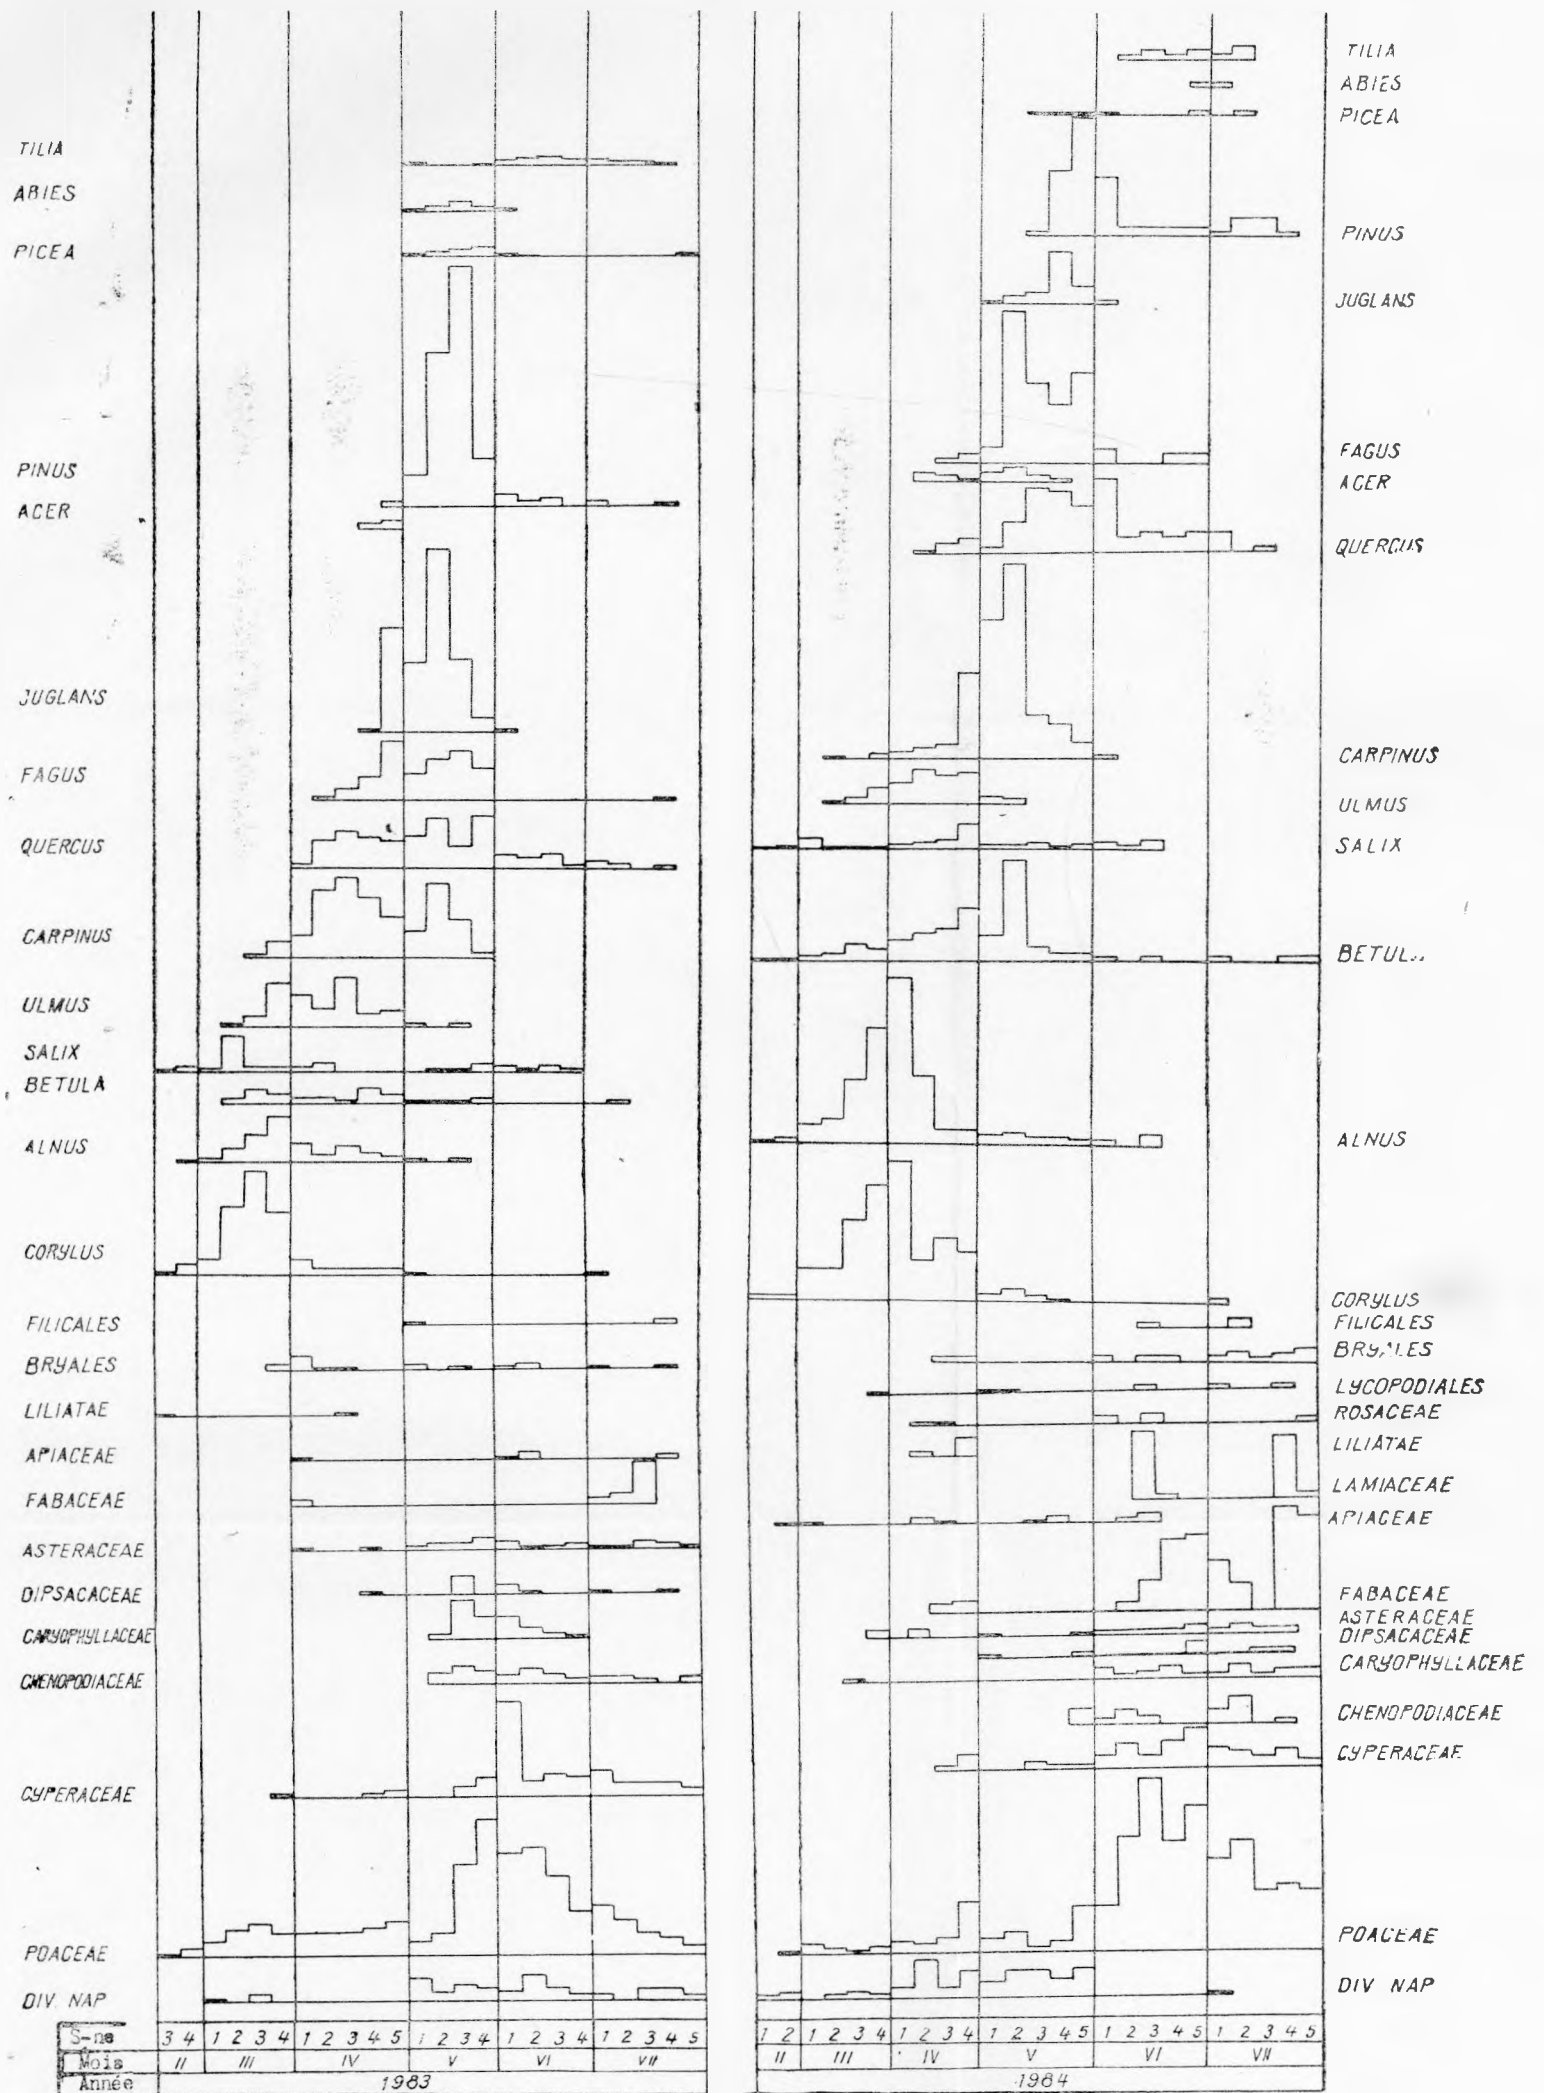 TILIA
ABIES
PICEA
PINUS
ACER
JUGLANS
FAGUS
QUERCUS
CARPINUS
ULMUS
SALIX
BETULA
ALNUS
CORYLUS
FILICALES
BRYALES
LILIATAE
APIACEAE
FABACEAE
ASTERACEAE
DIPSACACEAE
CARYOPHYLLACEAE
CHENOPODIACEAE
CYPERACEAE
POACEAE
DIV. NAP
TILIA
ABIES
PICEA
PINUS
JUGLANS
FAGUS
ACER
QUERCUS
CARPINUS
ULMUS
SALIX
BETUL
ALNUS
CORYLUS
FILICALES
BRYALES
LYCOPODIALES
ROSACEAE
LILIATAE
LAMIACEAE
APIACEAE
FABACEAE
ASTERACEAE
DIPSACACEAE
CARYOPHYLLACEAE
CHENOPODIACEAE
CYPERACEAE
POACEAE
DIV NAP
S-ne 3 4 1 2 3 4 1 2 3 4 5 1 2 3 4 1 2 3 4 1 2 3 4 5
Mois II III IV V VI VII
Année 1983
1 2 1 2 3 4 1 2 3 4 1 2 3 4 5 1 2 3 4 5 1 2 3 4 5
II III IV V VI VII
1984